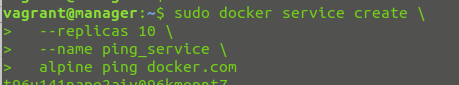 vagrant@manager:~$ sudo docker service create \
>   --replicas 10 \
>   --name ping_service \
>   alpine ping docker.com